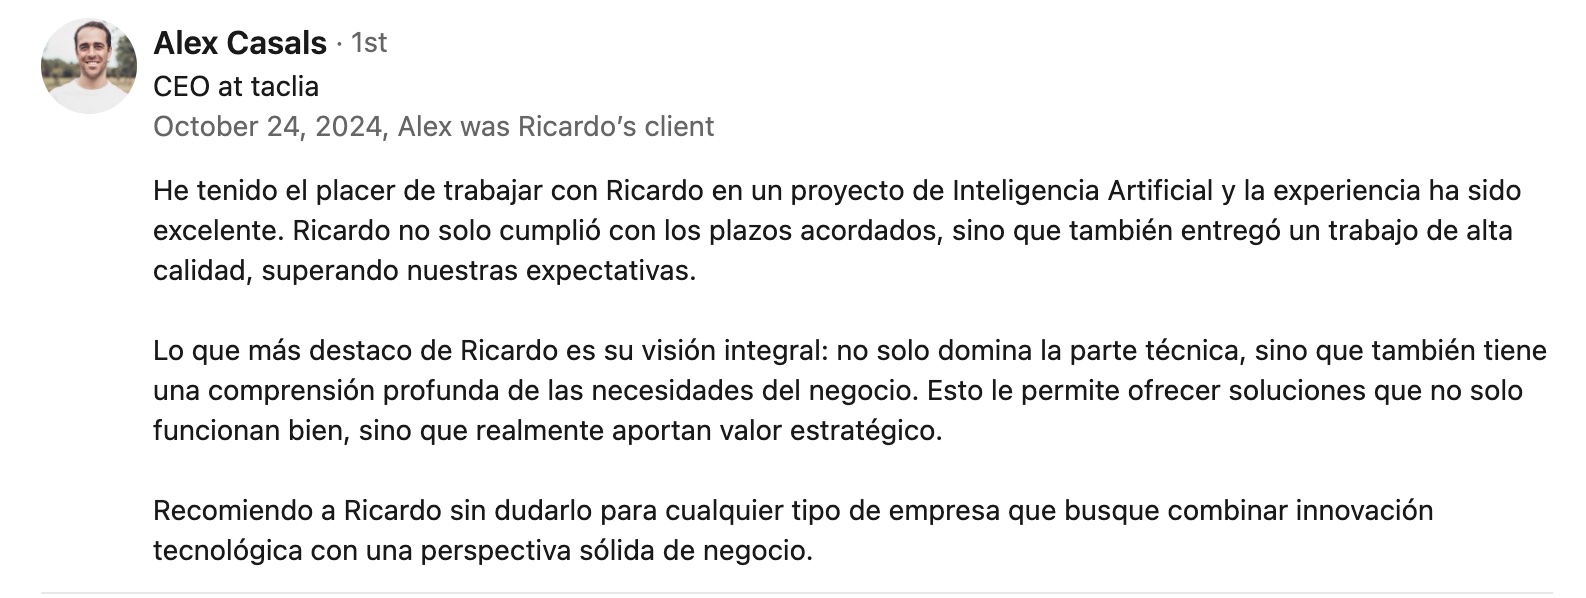 Alex Casals · 1st
CEO at taclia
October 24, 2024, Alex was Ricardo’s client
He tenido el placer de trabajar con Ricardo en un proyecto de Inteligencia Artificial y la experiencia ha sido
excelente. Ricardo no solo cumplió con los plazos acordados, sino que también entregó un trabajo de alta
calidad, superando nuestras expectativas.
Lo que más destaco de Ricardo es su visión integral: no solo domina la parte técnica, sino que también tiene
una comprensión profunda de las necesidades del negocio. Esto le permite ofrecer soluciones que no solo
funcionan bien, sino que realmente aportan valor estratégico.
Recomiendo a Ricardo sin dudarlo para cualquier tipo de empresa que busque combinar innovación
tecnológica con una perspectiva sólida de negocio.